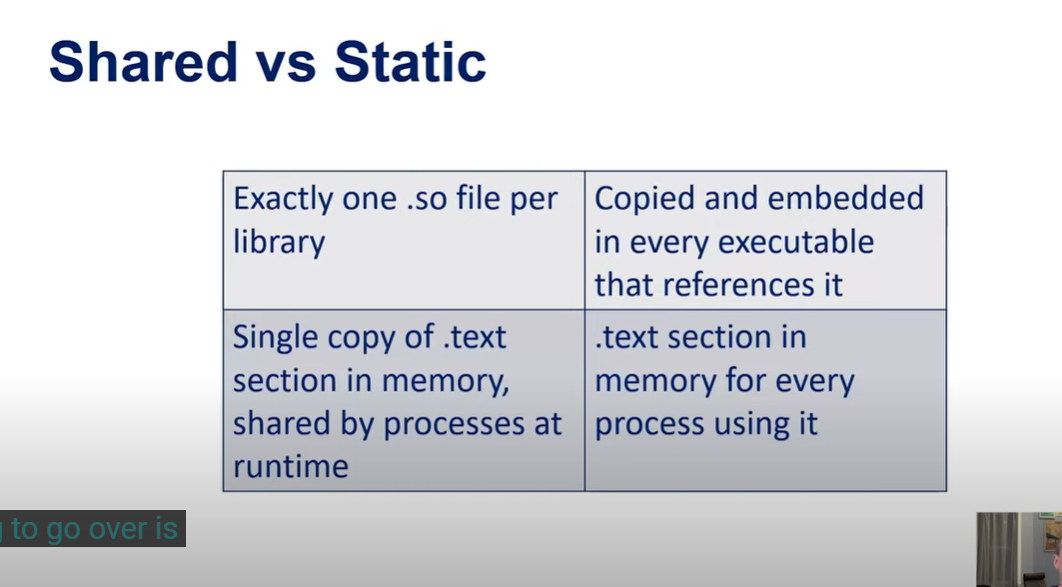 Shared vs Static
Exactly one .so file per
library
Copied and embedded
in every executable
that references it
Single copy of .text
section in memory,
shared by processes at
runtime
.text section in
memory for every
process using it
to go over is